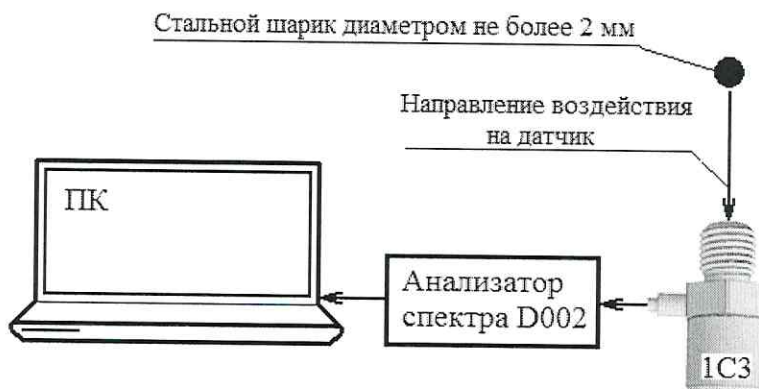 Стальной шарик диаметром не более 2 мм
Направление воздействия
на датчик
ПК
Анализатор
спектра D002
1С3